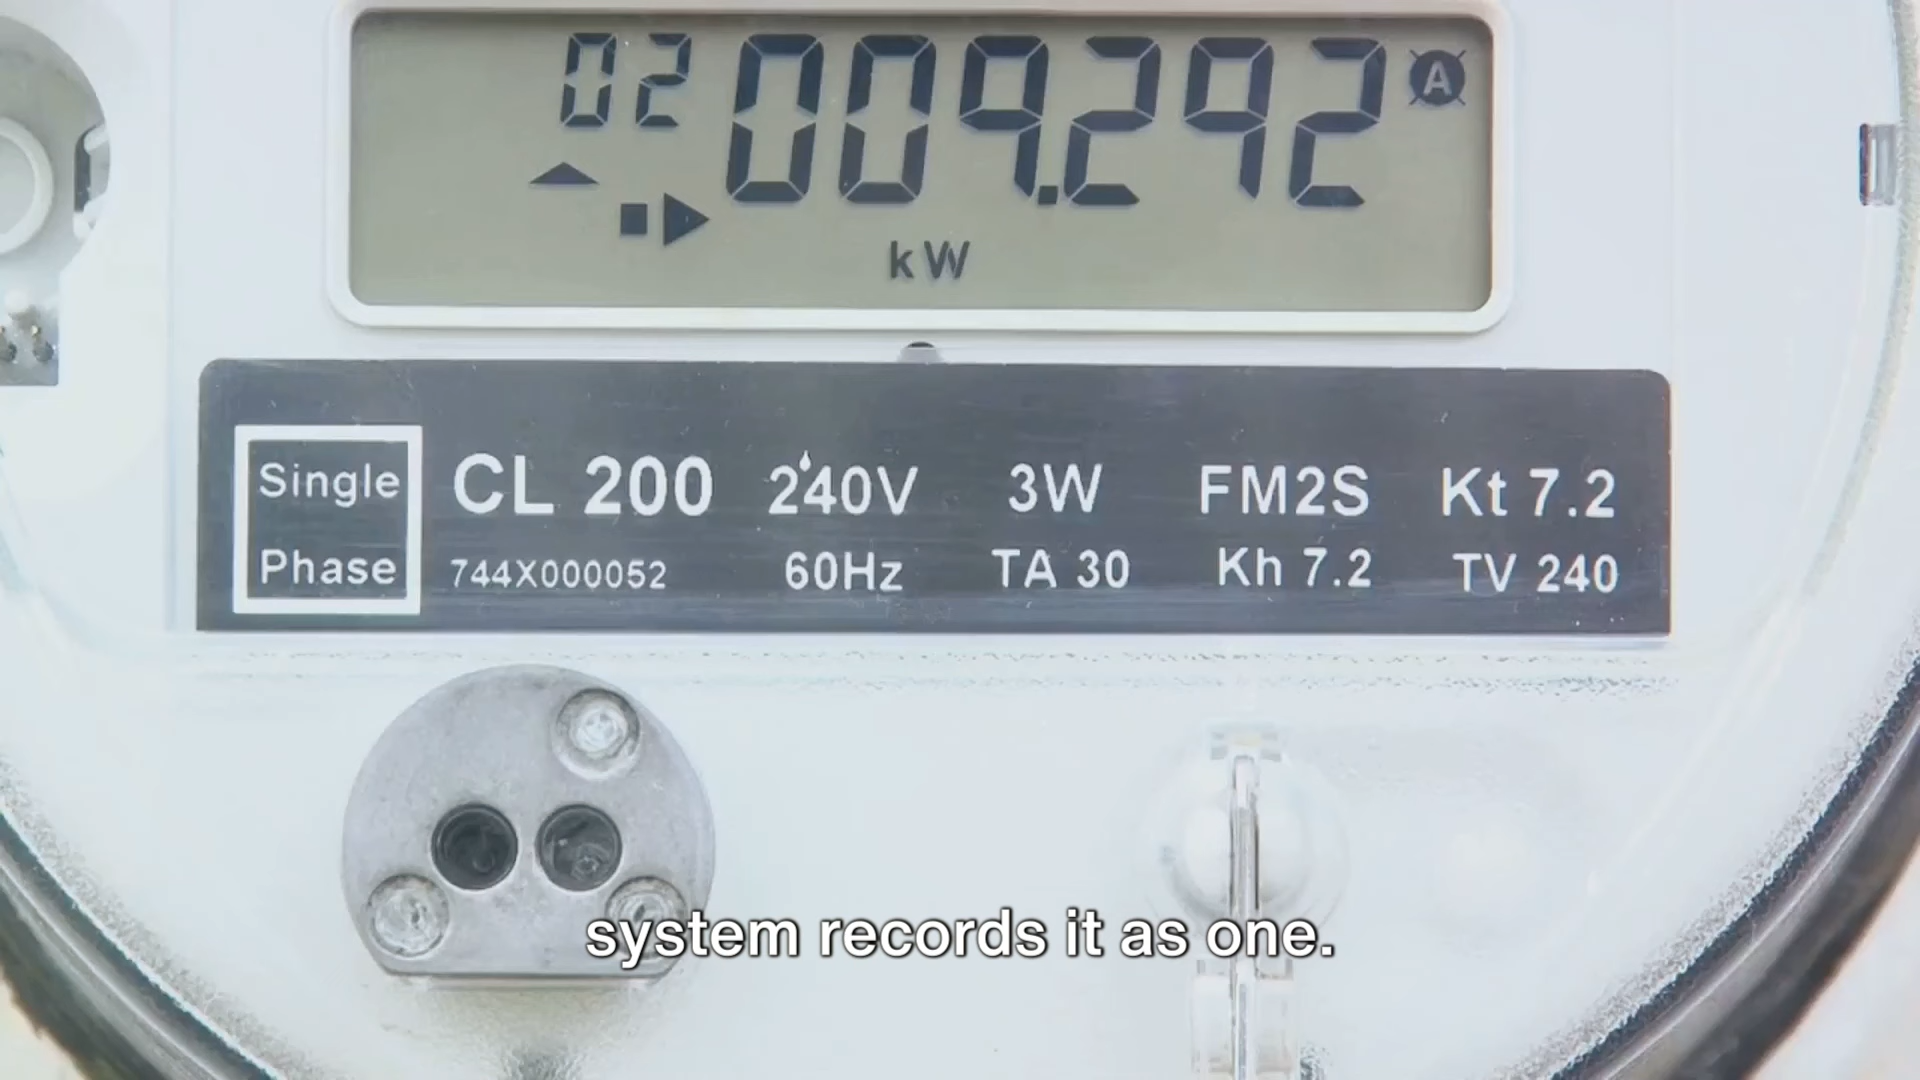 02 009.292 A
kW
Single
Phase
CL 200 240V 3W FM2S Kt 7.2
744X000052 60Hz TA 30 Kh 7.2 TV 240
system records it as one.